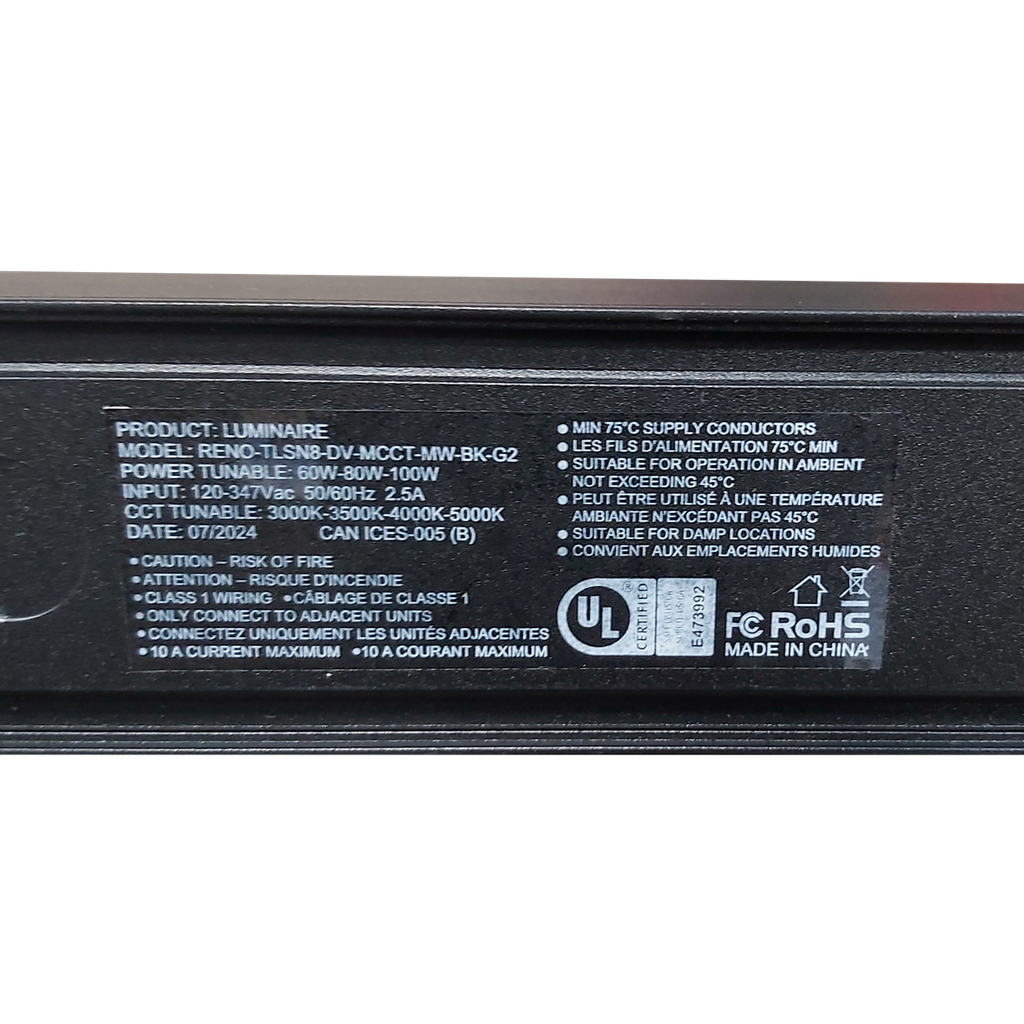 PRODUCT: LUMINAIRE
MODEL: RENO-TLSN8-DV-MCCT-MW-BK-G2
POWER TUNABLE: 60W-80W-100W
INPUT: 120-347Vac 50/60Hz 2.5A
CCT TUNABLE: 3000K-3500K-4000K-5000K
DATE: 07/2024 CAN ICES-005 (B)
•CAUTION – RISK OF FIRE
•ATTENTION – RISQUE D'INCENDIE
•CLASS 1 WIRING •CÂBLAGE DE CLASSE 1
•ONLY CONNECT TO ADJACENT UNITS
•CONNECTEZ UNIQUEMENT LES UNITÉS ADJACENTES
•10 A CURRENT MAXIMUM •10 A COURANT MAXIMUM
• MIN 75°C SUPPLY CONDUCTORS
• LES FILS D'ALIMENTATION 75°C MIN
• SUITABLE FOR OPERATION IN AMBIENT
NOT EXCEEDING 45°C
• PEUT ÊTRE UTILISÉ À UNE TEMPÉRATURE
AMBIANTE N'EXCÉDANT PAS 45°C
• SUITABLE FOR DAMP LOCATIONS
• CONVIENT AUX EMPLACEMENTS HUMIDES
UL ®
CERTIFIED
E473992
FC RoHS
MADE IN CHINA